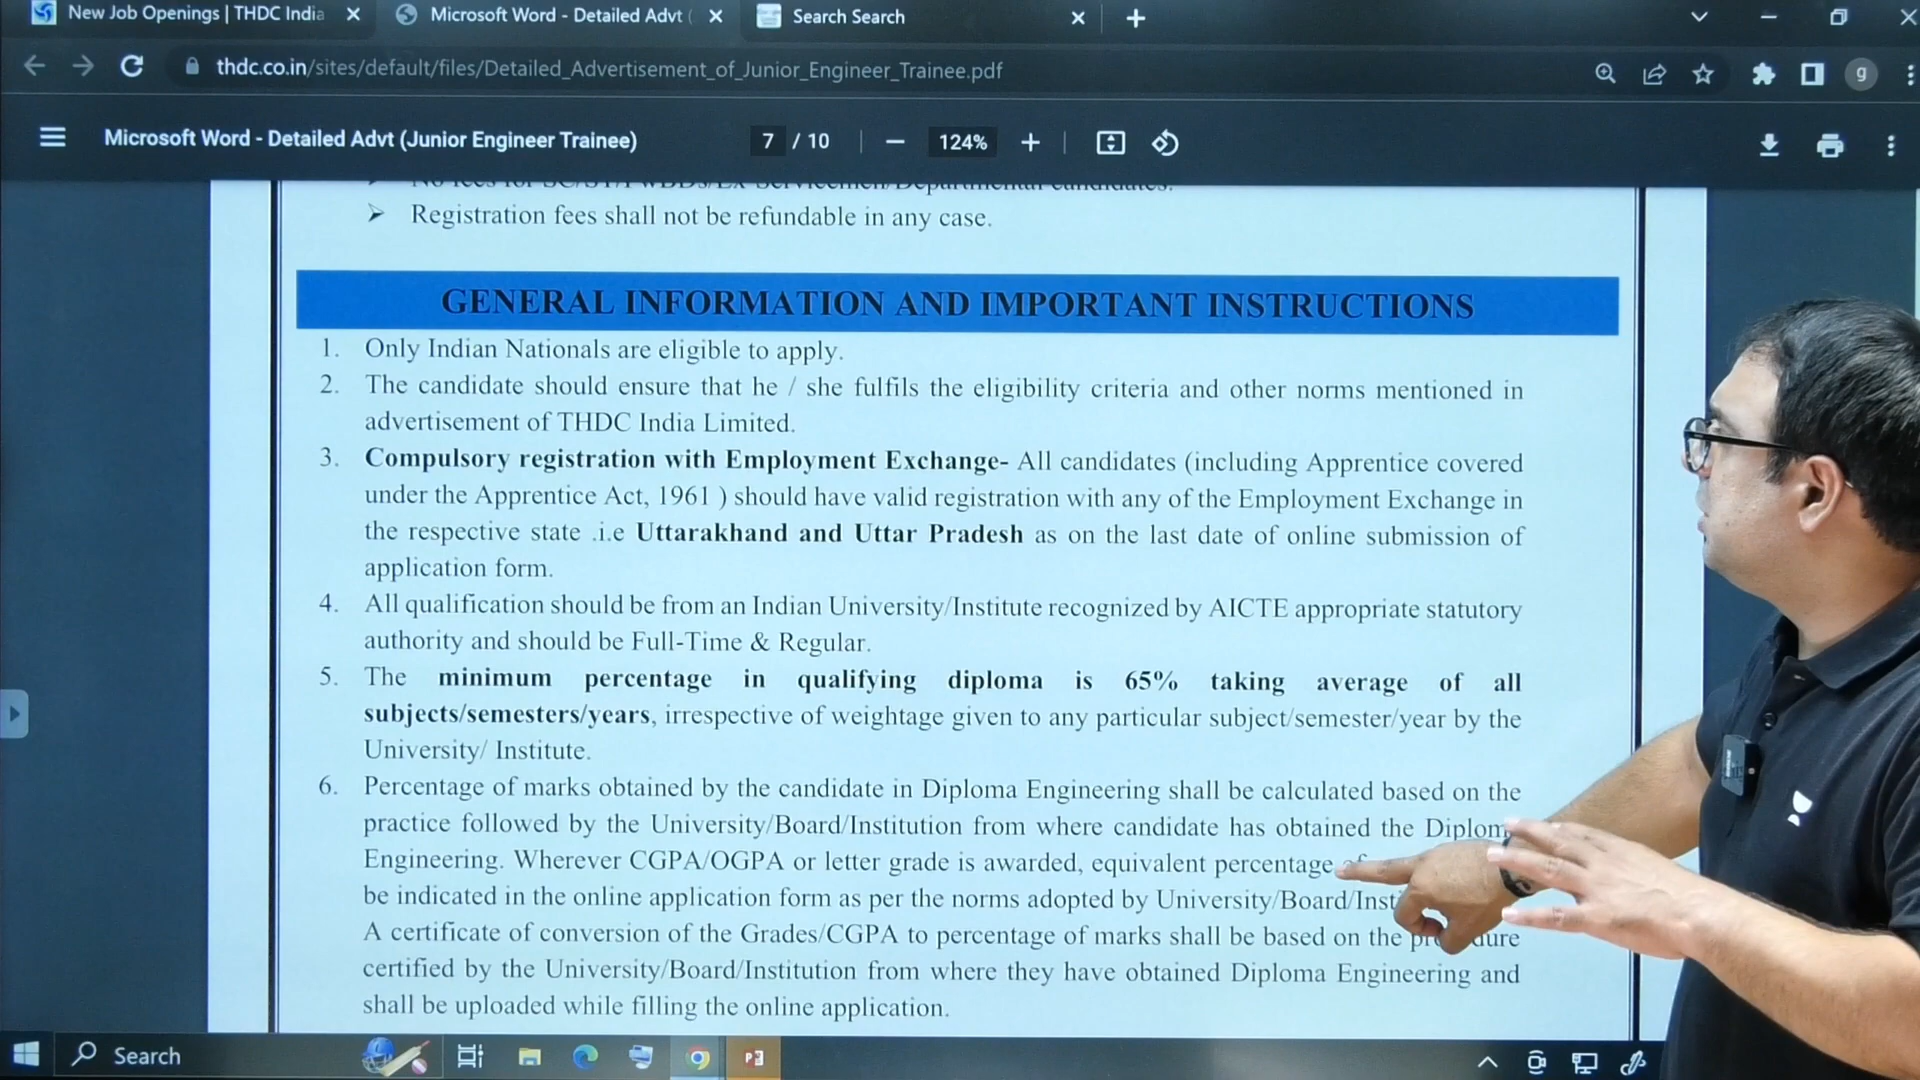 New Job Openings | THDC India
Microsoft Word - Detailed Advt (
Search Search
thdc.co.in/sites/default/files/Detailed_Advertisement_of_Junior_Engineer_Trainee.pdf
g
Microsoft Word - Detailed Advt (Junior Engineer Trainee)
7 / 10
124%
No fees for SC/ST/PwBDs/Ex-Servicemen/Departmental candidates.
➢ Registration fees shall not be refundable in any case.
GENERAL INFORMATION AND IMPORTANT INSTRUCTIONS
1. Only Indian Nationals are eligible to apply.
2. The candidate should ensure that he / she fulfils the eligibility criteria and other norms mentioned in
advertisement of THDC India Limited.
3. Compulsory registration with Employment Exchange- All candidates (including Apprentice covered
under the Apprentice Act, 1961 ) should have valid registration with any of the Employment Exchange in
the respective state .i.e Uttarakhand and Uttar Pradesh as on the last date of online submission of
application form.
4. All qualification should be from an Indian University/Institute recognized by AICTE appropriate statutory
authority and should be Full-Time & Regular.
5. The minimum percentage in qualifying diploma is 65% taking average of all
subjects/semesters/years, irrespective of weightage given to any particular subject/semester/year by the
University/ Institute.
6. Percentage of marks obtained by the candidate in Diploma Engineering shall be calculated based on the
practice followed by the University/Board/Institution from where candidate has obtained the Diplom
Engineering. Wherever CGPA/OGPA or letter grade is awarded, equivalent percentage of
be indicated in the online application form as per the norms adopted by University/Board/Inst
A certificate of conversion of the Grades/CGPA to percentage of marks shall be based on the pr dure
certified by the University/Board/Institution from where they have obtained Diploma Engineering and
shall be uploaded while filling the online application.
Search